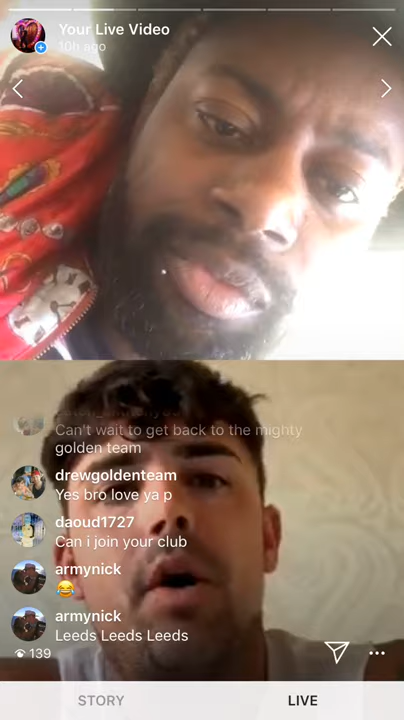 Your Live Video
10h ago
Can't wait to get back to the mighty
golden team
drewgoldenteam
Yes bro love ya p
daoud1727
Can i join your club
armynick
😂
armynick
Leeds Leeds Leeds
139
STORY
LIVE